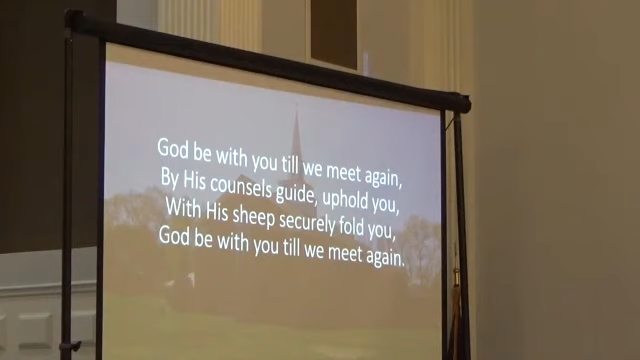 God be with you till we meet again,
By His counsels guide, uphold you,
With His sheep securely fold you,
God be with you till we meet again.